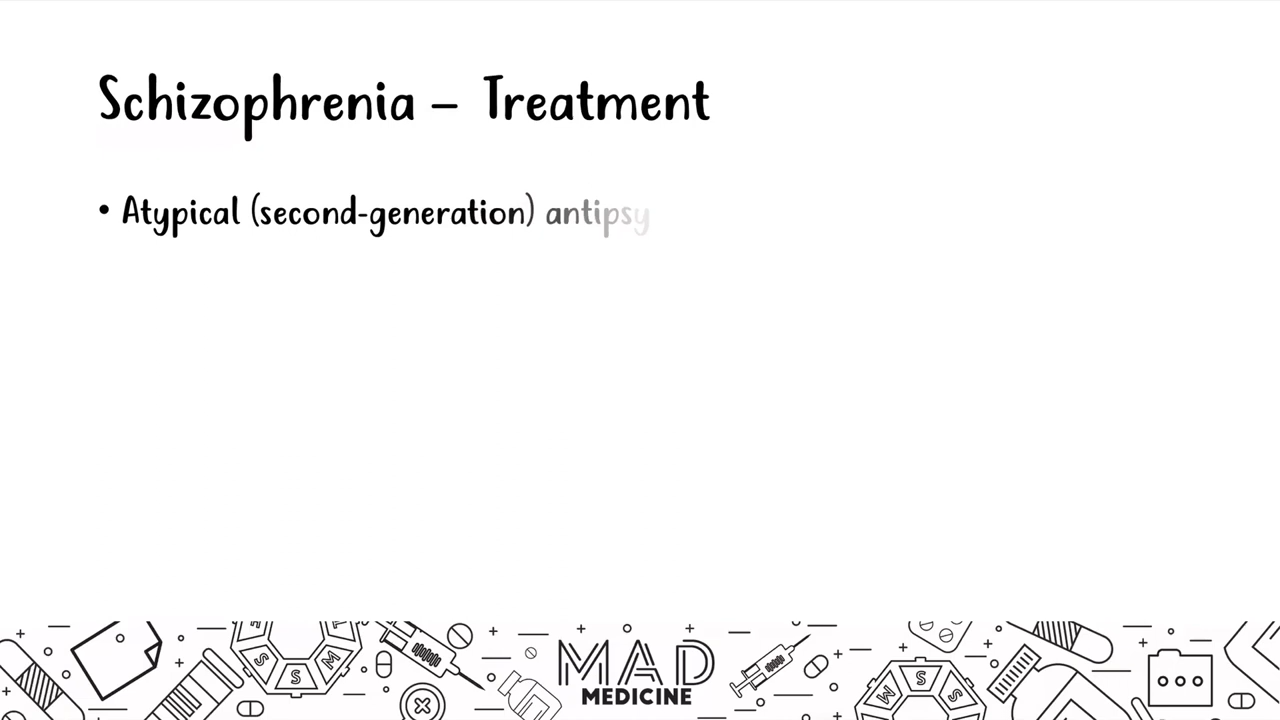 Schizophrenia – Treatment
• Atypical (second-generation) antipsy
S
S
M
MAD
MEDICINE
M
S
S